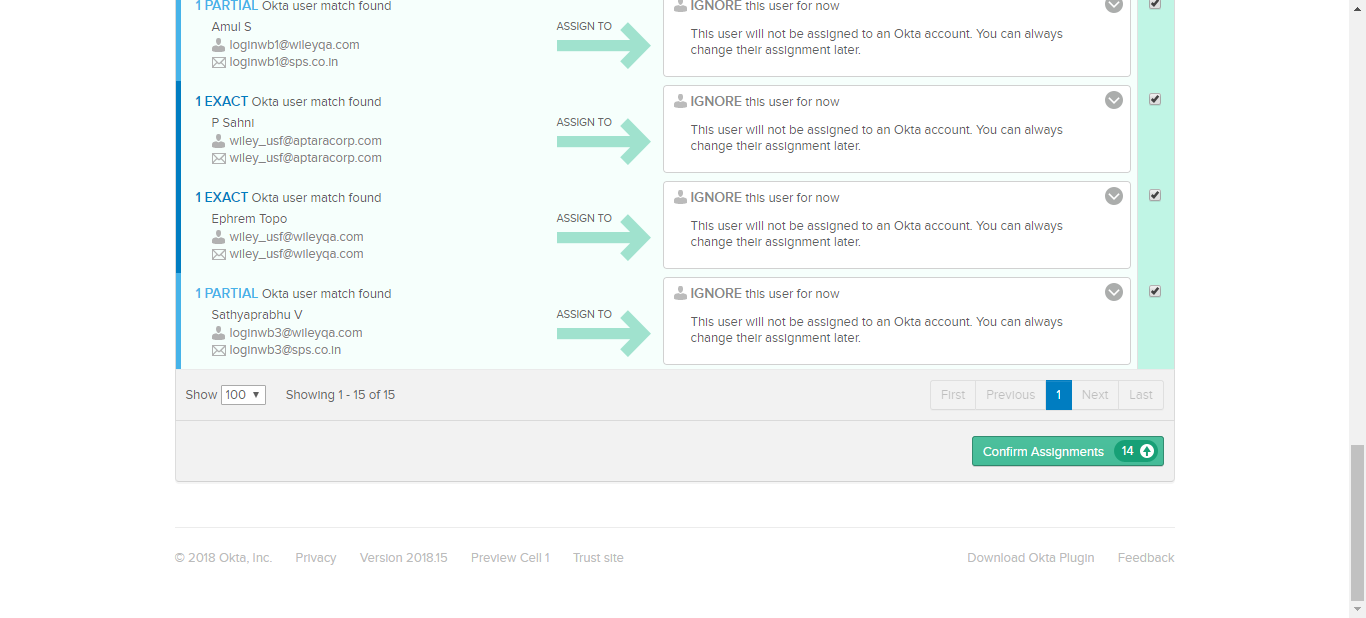 1 PARTIAL Okta user match found
Amul S
loginwb1@wileyqa.com
loginwb1@sps.co.in
ASSIGN TO
IGNORE this user for now
This user will not be assigned to an Okta account. You can always
change their assignment later.
1 EXACT Okta user match found
P Sahni
wiley_usf@aptaracorp.com
wiley_usf@aptaracorp.com
ASSIGN TO
IGNORE this user for now
This user will not be assigned to an Okta account. You can always
change their assignment later.
1 EXACT Okta user match found
Ephrem Topo
wiley_usf@wileyqa.com
wiley_usf@wileyqa.com
ASSIGN TO
IGNORE this user for now
This user will not be assigned to an Okta account. You can always
change their assignment later.
1 PARTIAL Okta user match found
Sathyaprabhu V
loginwb3@wileyqa.com
loginwb3@sps.co.in
ASSIGN TO
IGNORE this user for now
This user will not be assigned to an Okta account. You can always
change their assignment later.
Show 100 Showing 1 - 15 of 15
First Previous 1 Next Last
Confirm Assignments 14
© 2018 Okta, Inc. Privacy Version 2018.15 Preview Cell 1 Trust site Download Okta Plugin Feedback